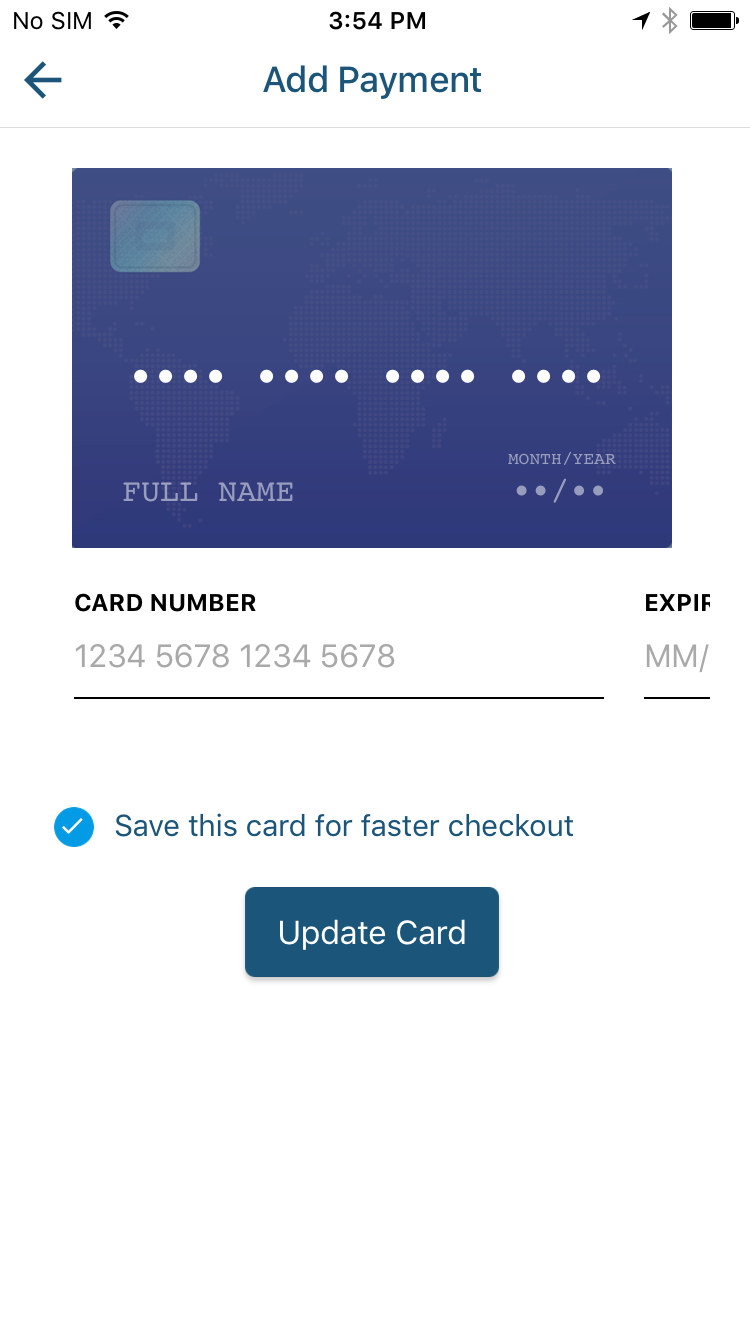 No SIM 3:54 PM
Add Payment
•••• •••• •••• ••••
MONTH/YEAR
FULL NAME ••/••
CARD NUMBER EXPIR
1234 5678 1234 5678 MM/
Save this card for faster checkout
Update Card